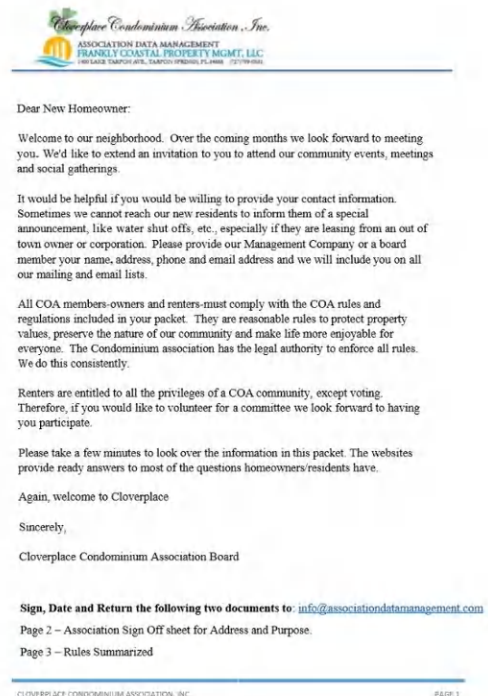 Cloverplace Condominium Association, Inc.
ASSOCIATION DATA MANAGEMENT
FRANKLY COASTAL PROPERTY MGMT, LLC
TARPON AVE., TARPON SPRINGS, FL
Dear New Homeowner:
Welcome to our neighborhood. Over the coming months we look forward to meeting
you. We'd like to extend an invitation to you to attend our community events, meetings
and social gatherings.
It would be helpful if you would be willing to provide your contact information.
Sometimes we cannot reach our new residents to inform them of a special
announcement, like water shut offs, etc., especially if they are leasing from an out of
town owner or corporation. Please provide our Management Company or a board
member your name, address, phone and email address and we will include you on all
our mailing and email lists.
All COA members-owners and renters-must comply with the COA rules and
regulations included in your packet. They are reasonable rules to protect property
values, preserve the nature of our community and make life more enjoyable for
everyone. The Condominium association has the legal authority to enforce all rules.
We do this consistently.
Renters are entitled to all the privileges of a COA community, except voting.
Therefore, if you would like to volunteer for a committee we look forward to having
you participate.
Please take a few minutes to look over the information in this packet. The websites
provide ready answers to most of the questions homeowners/residents have.
Again, welcome to Cloverplace
Sincerely,
Cloverplace Condominium Association Board
Sign, Date and Return the following two documents to: info@associationdatamanagement.com
Page 2 – Association Sign Off sheet for Address and Purpose.
Page 3 – Rules Summarized
CLOVERPLACE CONDOMINIUM ASSOCIATION, INC. PAGE 1